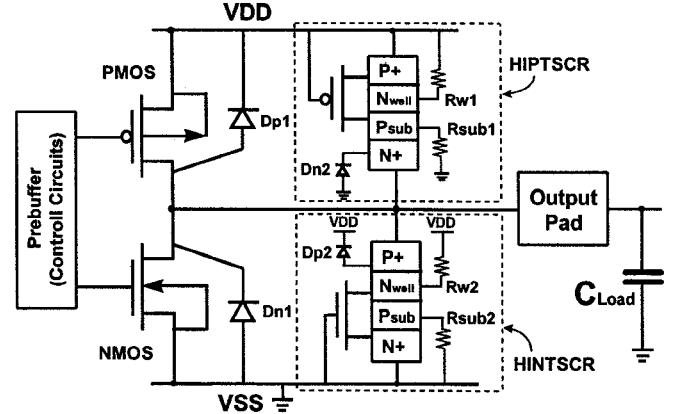 VDD
PMOS
Dp1
P+
Nwell
Psub
N+
Rw1
Rsub1
Dn2
HIPTSCR
Prebuffer
(Controll Circuits)
Output
Pad
CLoad
VDD
VDD
Dp2
P+
Nwell
Psub
N+
Rw2
Rsub2
NMOS
Dn1
HINTSCR
VSS